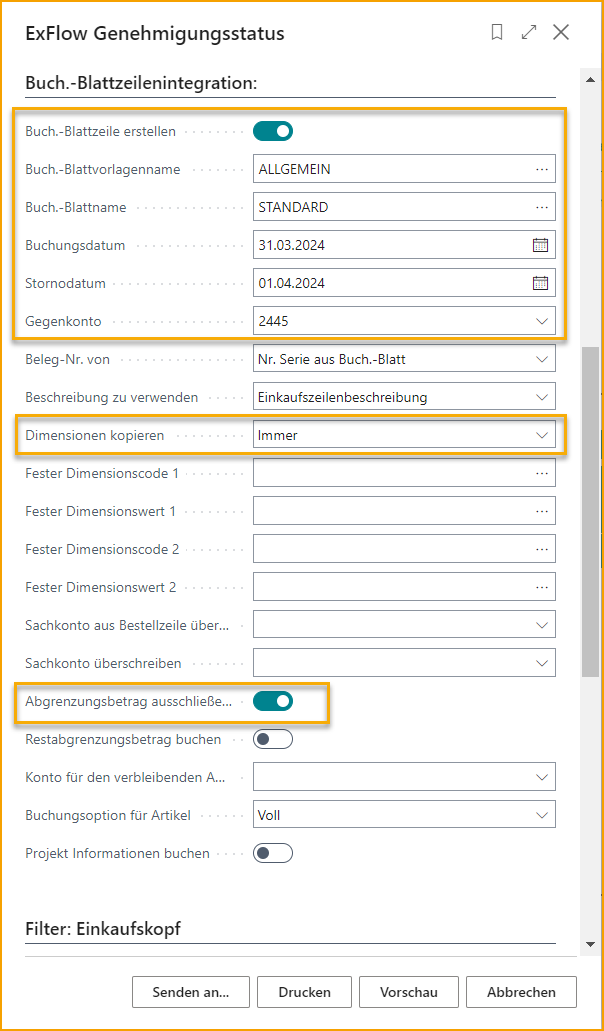 ExFlow Genehmigungsstatus
Buch.-Blattzeilenintegration:
Buch.-Blattzeile erstellen
Buch.-Blattvorlagenname ALLGEMEIN
Buch.-Blattname STANDARD
Buchungsdatum 31.03.2024
Stornodatum 01.04.2024
Gegenkonto 2445
Beleg-Nr. von Nr. Serie aus Buch.-Blatt
Beschreibung zu verwenden Einkaufszeilenbeschreibung
Dimensionen kopieren Immer
Fester Dimensionscode 1
Fester Dimensionswert 1
Fester Dimensionscode 2
Fester Dimensionswert 2
Sachkonto aus Bestellzeile über...
Sachkonto überschreiben
Abgrenzungsbetrag ausschließe...
Restabgrenzungsbetrag buchen
Konto für den verbleibenden A...
Buchungsoption für Artikel Voll
Projekt Informationen buchen
Filter: Einkaufskopf
Senden an... Drucken Vorschau Abbrechen